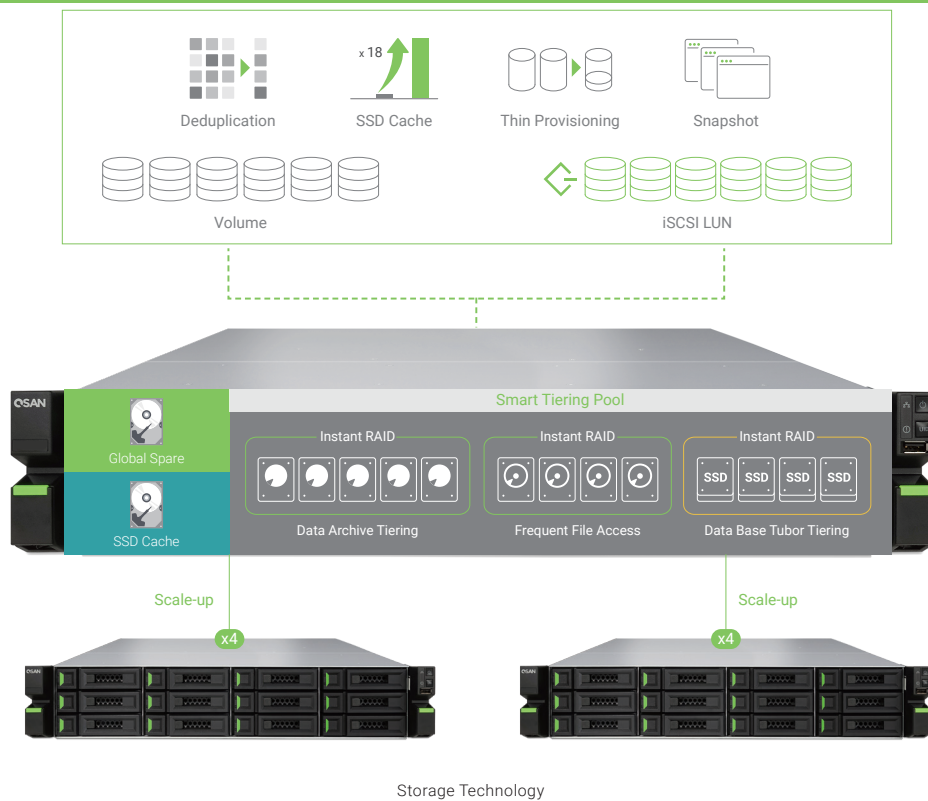 x 18
Deduplication
SSD Cache
Thin Provisioning
Snapshot
Volume
iSCSI LUN
QSAN
Smart Tiering Pool
Global Spare
SSD Cache
Instant RAID
Data Archive Tiering
Instant RAID
Frequent File Access
Instant RAID
SSD SSD SSD SSD
Data Base Tubor Tiering
Scale-up
x4
Scale-up
x4
QSAN
QSAN
Storage Technology